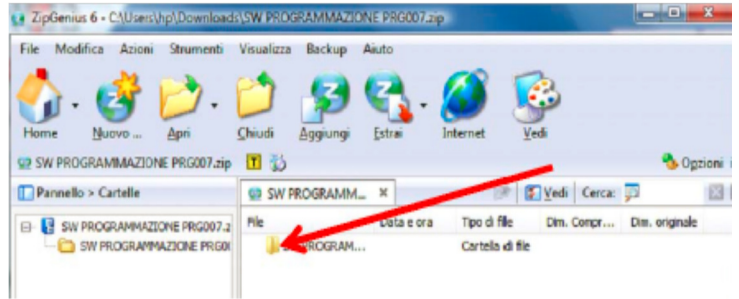 ZipGenius 6 - C:\Users\hp\Downloads\SW PROGRAMMAZIONE PRG007.zip
File Modifica Azioni Strumenti Visualizza Backup Aiuto
Home Nuovo ... Apri Chiudi Aggiungi Estrai Internet Vedi
SW PROGRAMMAZIONE PRG007.zip Opzioni
Pannello > Cartelle SW PROGRAMM... Vedi Cerca:
SW PROGRAMMAZIONE PRG007.z File Data e ora Tipo di file Dim. Compr... Dim. originale
SW PROGRAMMAZIONE PRG0 PROGRAM... Cartella di file